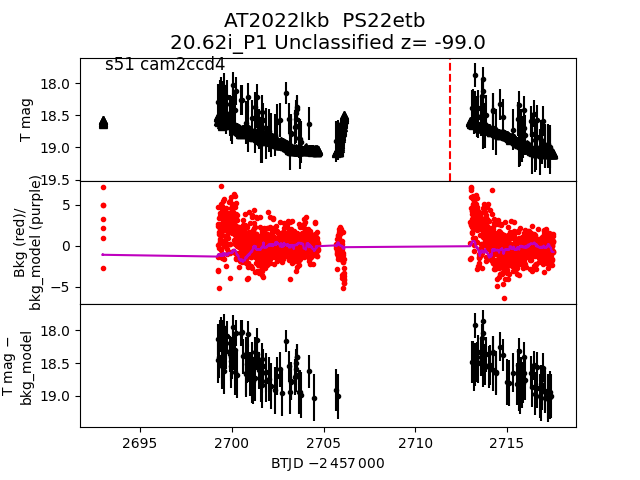 AT2022lkb  PS22etb
20.62i_P1 Unclassified z= -99.0
s51 cam2ccd4
T mag
18.0
18.5
19.0
19.5
Bkg (red)/
bkg_model (purple)
5
0
−5
T mag −
bkg_model
18.0
18.5
19.0
2695 2700 2705 2710 2715
BTJD −2 457 000